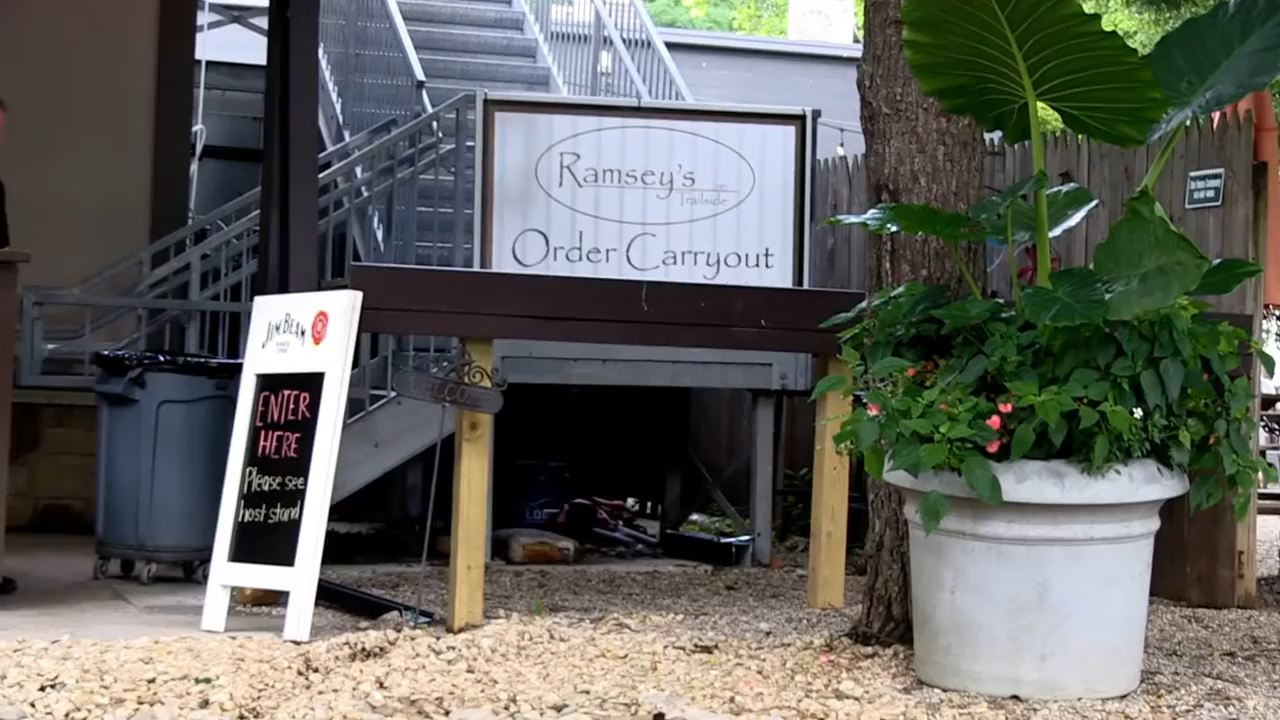 Ramsey's
Trailside
Order Carryout
JIM BEAM
ENTER
HERE
Please see
host stand